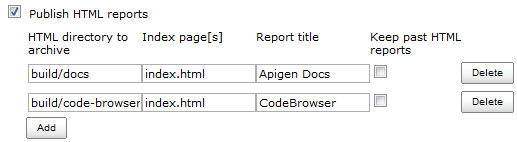 Publish HTML reports
HTML directory to archive Index page[s] Report title Keep past HTML reports
build/docs index.html Apigen Docs Delete
build/code-browser index.html CodeBrowser Delete
Add